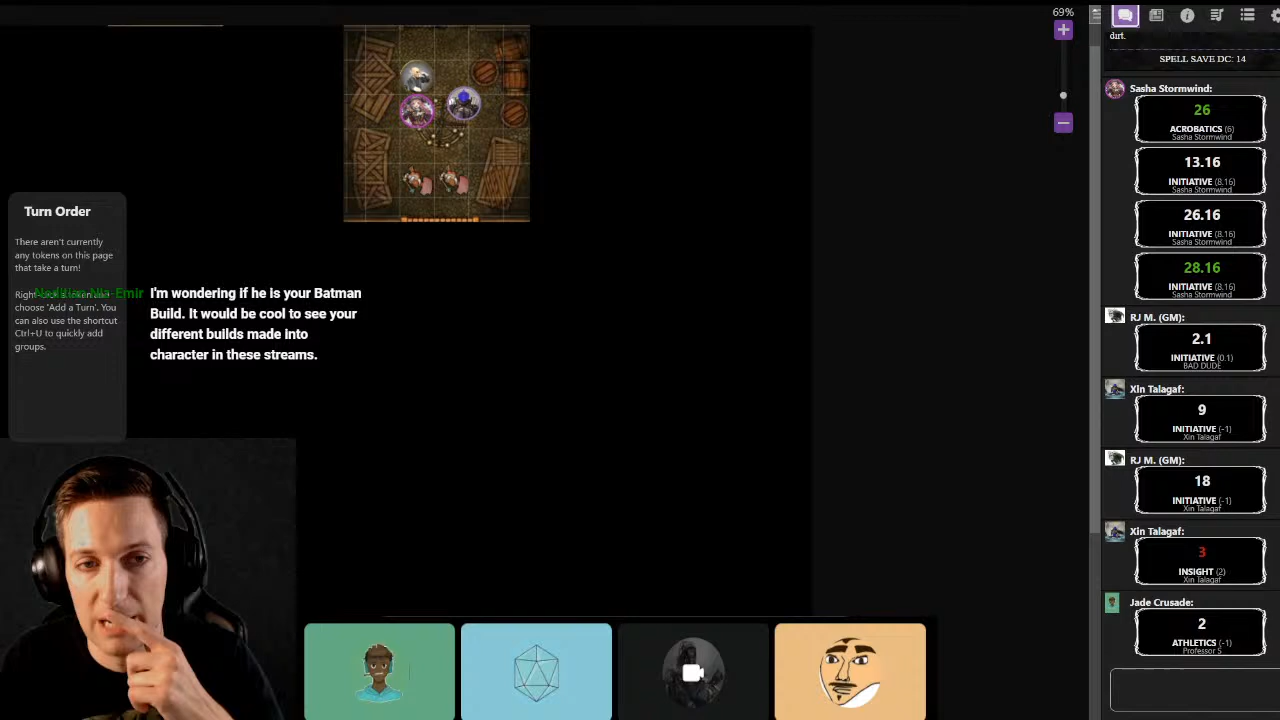 69%
dirt.
SPELL SAVE DC: 14
Sasha Stormwind:
26
ACROBATICS (6)
Sasha Stormwind
13.16
INITIATIVE (8.16)
Sasha Stormwind
26.16
INITIATIVE (8.16)
Sasha Stormwind
28.16
INITIATIVE (8.16)
Sasha Stormwind
RJ M. (GM):
2.1
INITIATIVE (0.1)
BAD DUDE
Xin Talagaf:
9
INITIATIVE (-1)
Xin Talagaf
RJ M. (GM):
18
INITIATIVE (-1)
Xin Talagaf
Xin Talagaf:
3
INSIGHT (2)
Xin Talagaf
Jade Crusade:
2
ATHLETICS (-1)
Professor S
Turn Order
There aren't currently
any tokens on this page
that take a turn!
choose 'Add a Turn'. You
can also use the shortcut
Ctrl+U to quickly add
groups.
I'm wondering if he is your Batman
Build. It would be cool to see your
different builds made into
character in these streams.